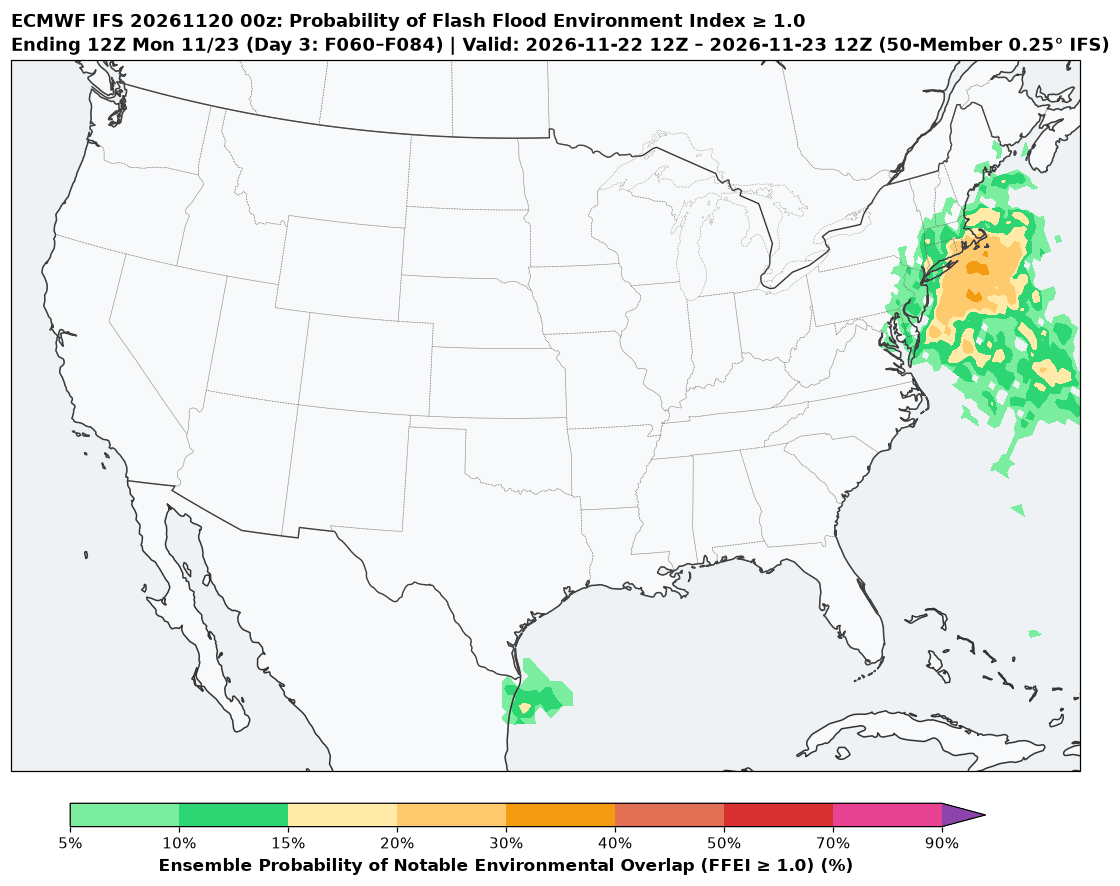 ECMWF IFS 20261120 00z: Probability of Flash Flood Environment Index ≥ 1.0
Ending 12Z Mon 11/23 (Day 3: F060–F084) | Valid: 2026-11-22 12Z – 2026-11-23 12Z (50-Member 0.25° IFS)
5% 10% 15% 20% 30% 40% 50% 70% 90%
Ensemble Probability of Notable Environmental Overlap (FFEI ≥ 1.0) (%)